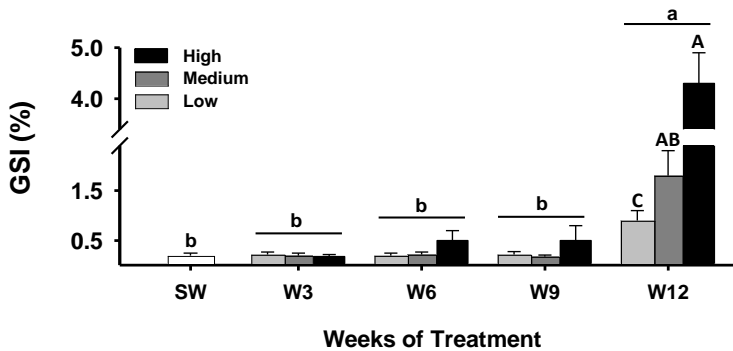 a
A
5.0
High
Medium
Low
4.0
GSI (%)
AB
1.5
C
b
b
b
b
0.5
SW
W3
W6
W9
W12
Weeks of Treatment